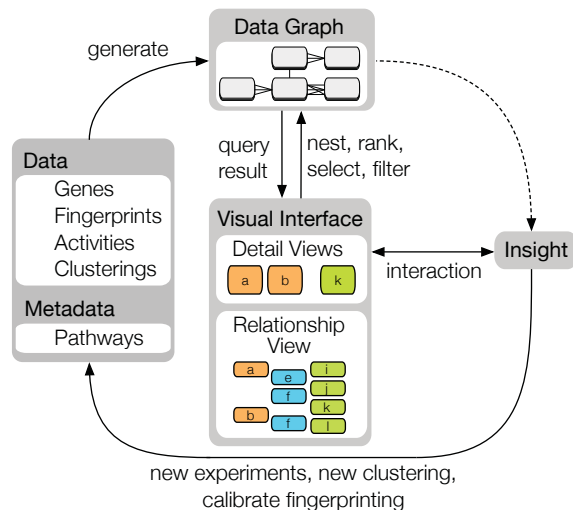 Data Graph
generate
query
result
nest, rank,
select, filter
Data
Genes
Fingerprints
Activities
Clusterings
Metadata
Pathways
Visual Interface
Detail Views
a b k
interaction
Insight
Relationship
View
a
e
f
b
f
i
j
k
l
new experiments, new clustering,
calibrate fingerprinting